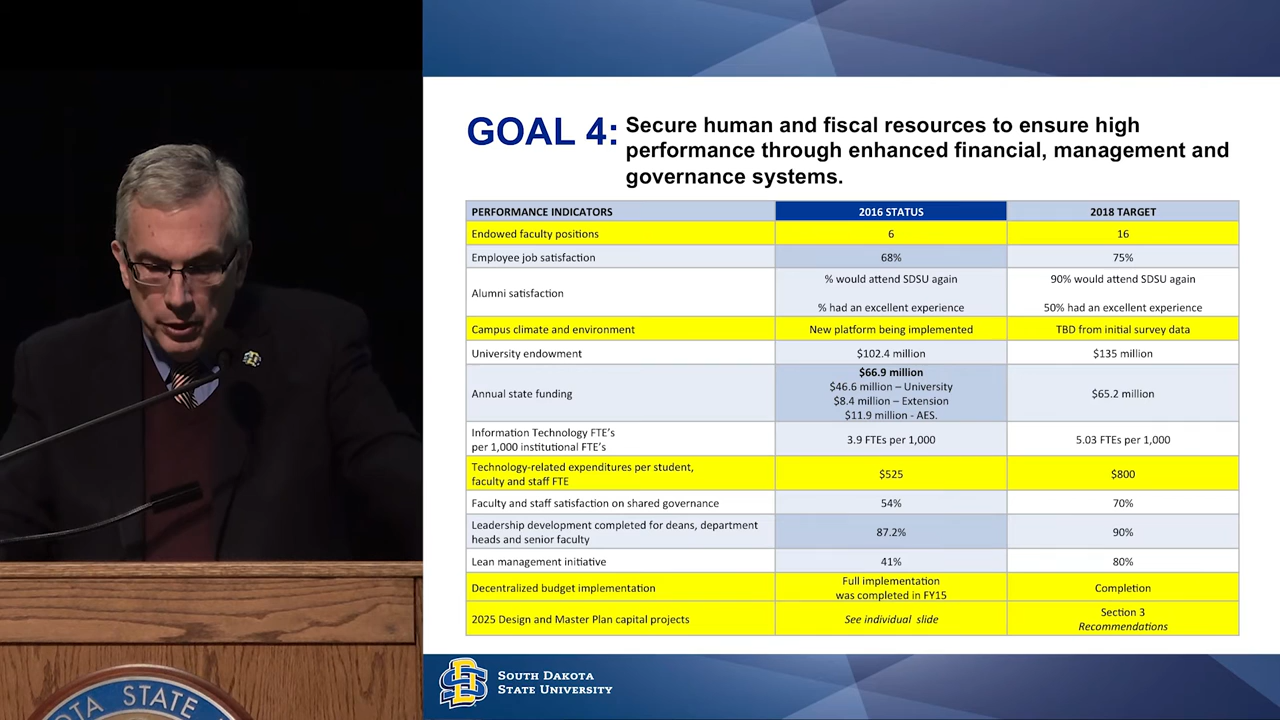 GOAL 4: Secure human and fiscal resources to ensure high
performance through enhanced financial, management and
governance systems.
PERFORMANCE INDICATORS 2016 STATUS 2018 TARGET
Endowed faculty positions 6 16
Employee job satisfaction 68% 75%
Alumni satisfaction
% would attend SDSU again
% had an excellent experience
90% would attend SDSU again
50% had an excellent experience
Campus climate and environment New platform being implemented TBD from initial survey data
University endowment $102.4 million $135 million
Annual state funding
$66.9 million
$46.6 million – University
$8.4 million – Extension
$11.9 million - AES.
$65.2 million
Information Technology FTE’s
per 1,000 institutional FTE’s
3.9 FTEs per 1,000 5.03 FTEs per 1,000
Technology-related expenditures per student,
faculty and staff FTE
$525 $800
Faculty and staff satisfaction on shared governance 54% 70%
Leadership development completed for deans, department
heads and senior faculty
87.2% 90%
Lean management initiative 41% 80%
Decentralized budget implementation
Full implementation
was completed in FY15
Completion
2025 Design and Master Plan capital projects
See individual slide
Section 3
Recommendations
SOUTH DAKOTA
STATE UNIVERSITY
OTA STATE